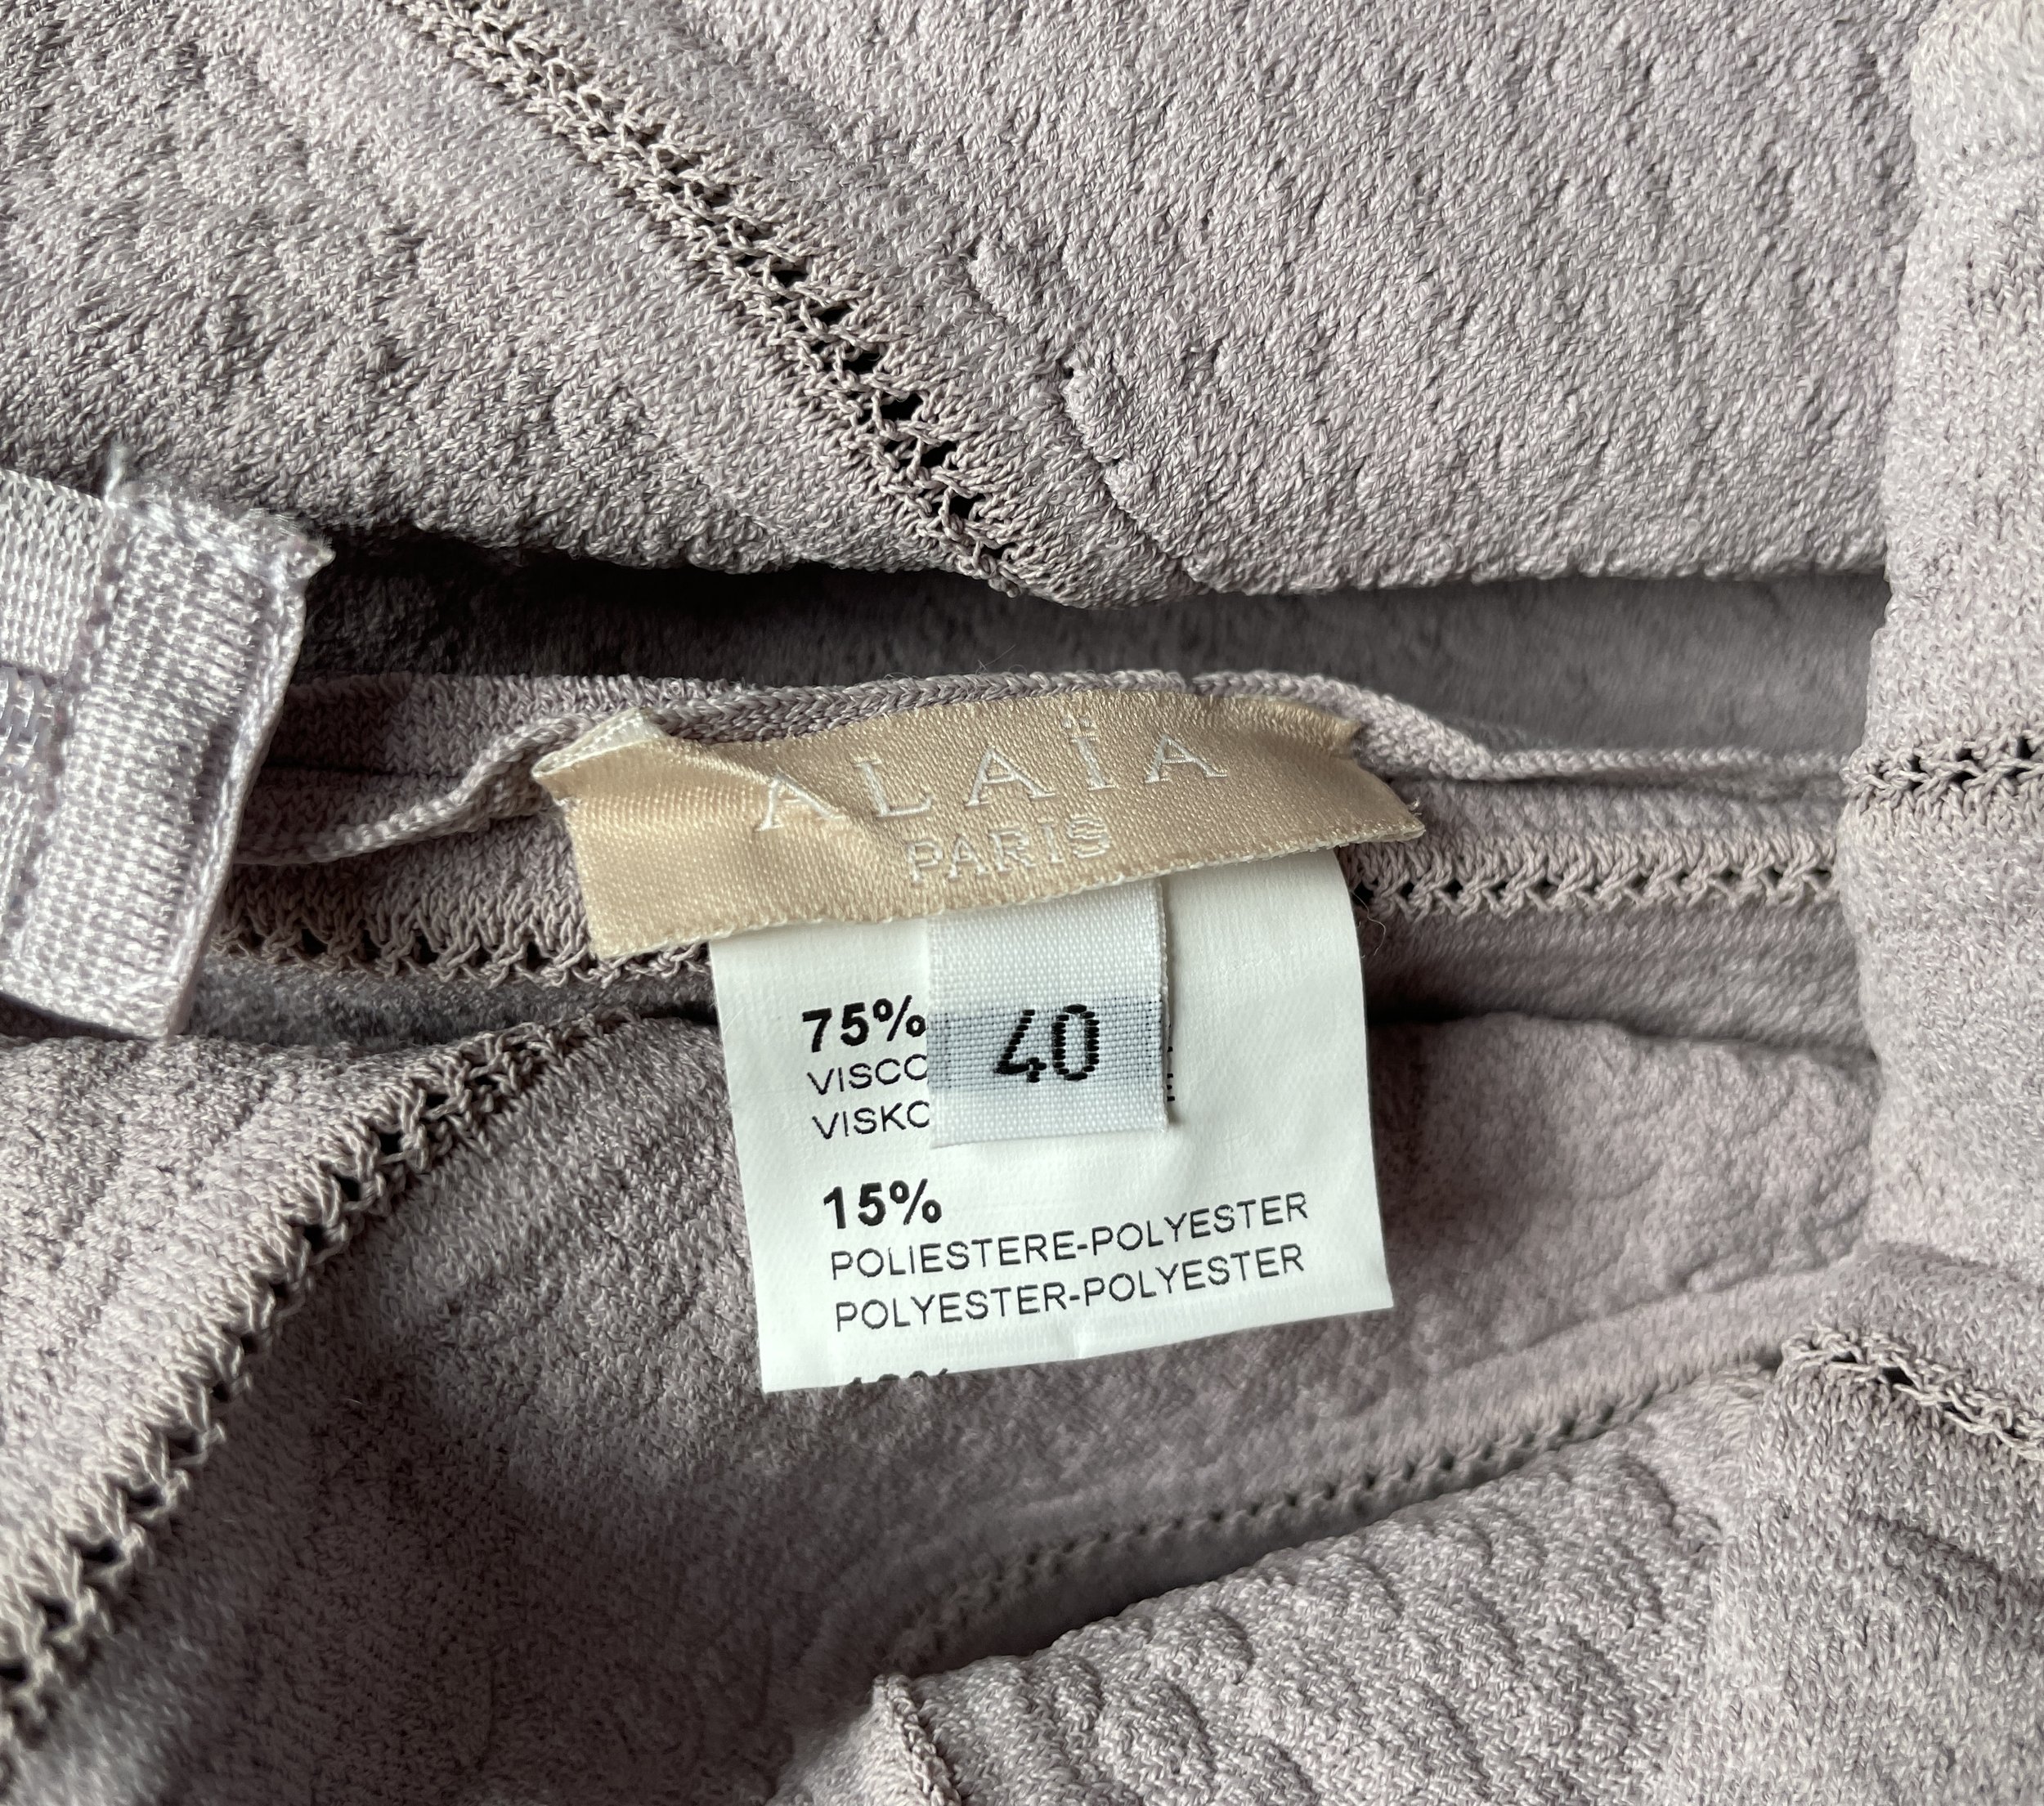 ALAÏA
PARIS
40
75%
VISCO
VISKO
15%
POLIESTERE-POLYESTER
POLYESTER-POLYESTER